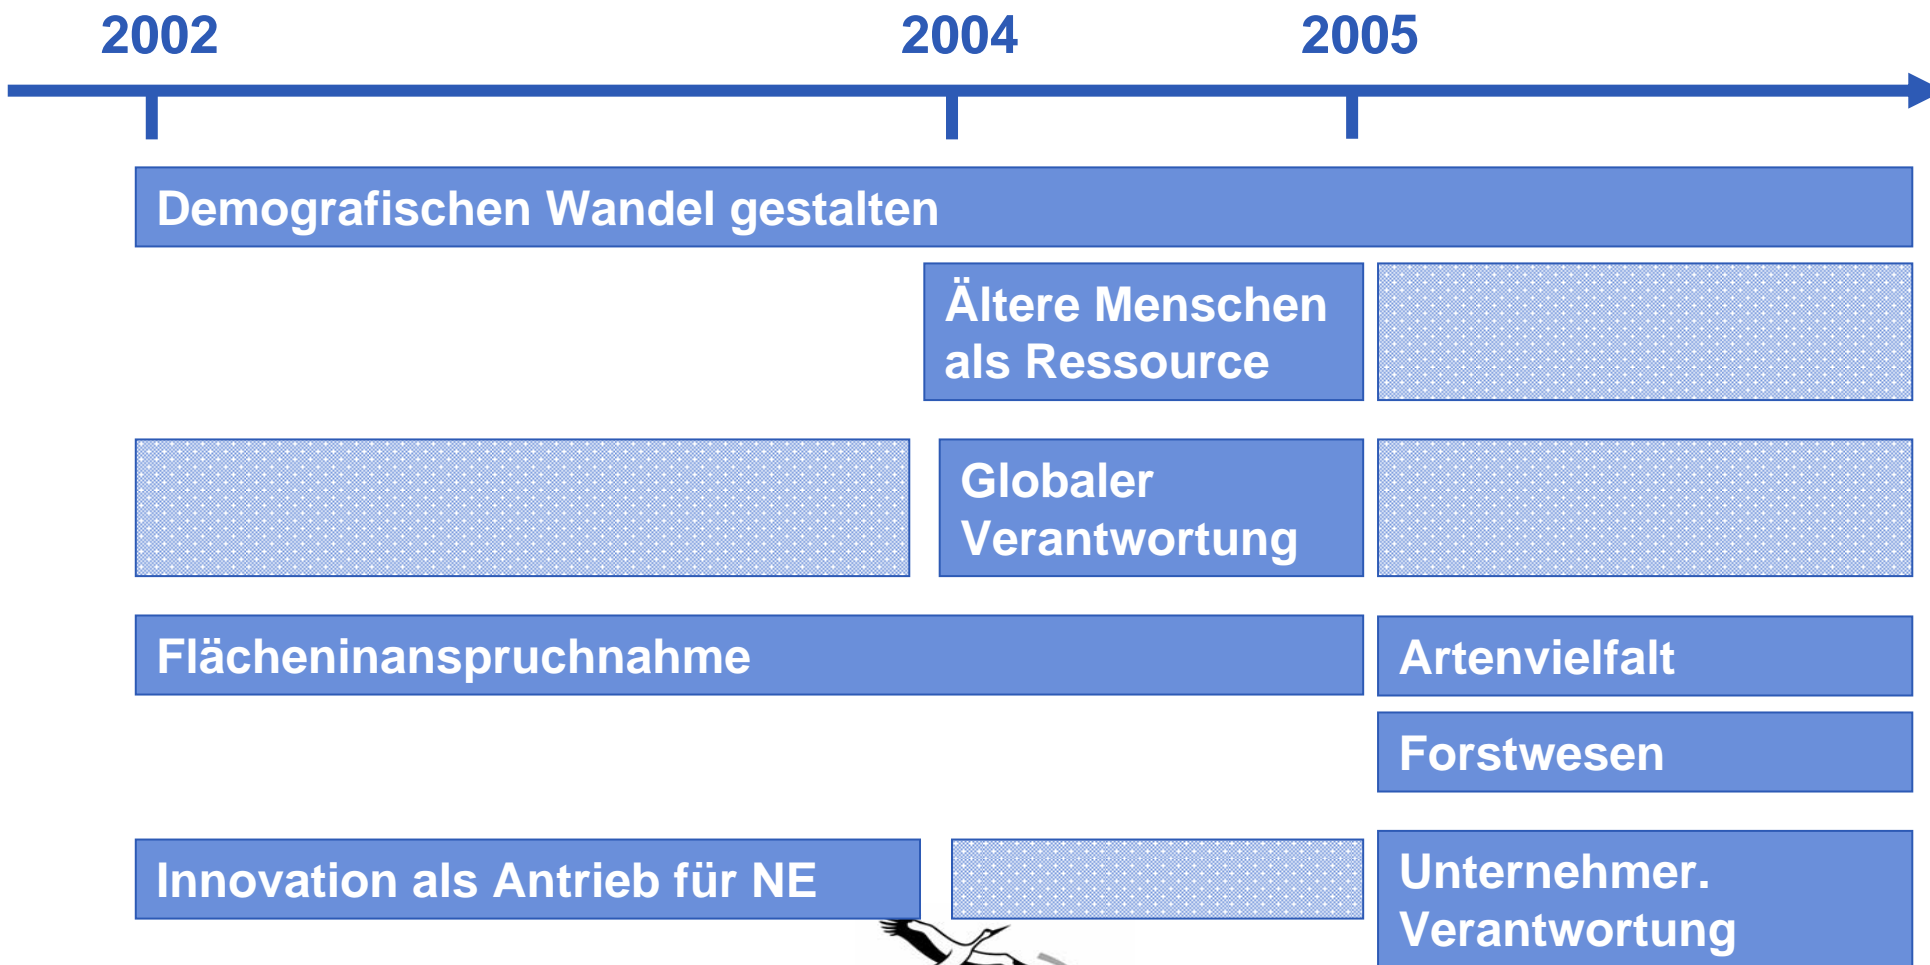 2002 2004 2005
Demografischen Wandel gestalten
Ältere Menschen
als Ressource
Globaler
Verantwortung
Flächeninanspruchnahme
Artenvielfalt
Forstwesen
Innovation als Antrieb für NE
Unternehmer.
Verantwortung